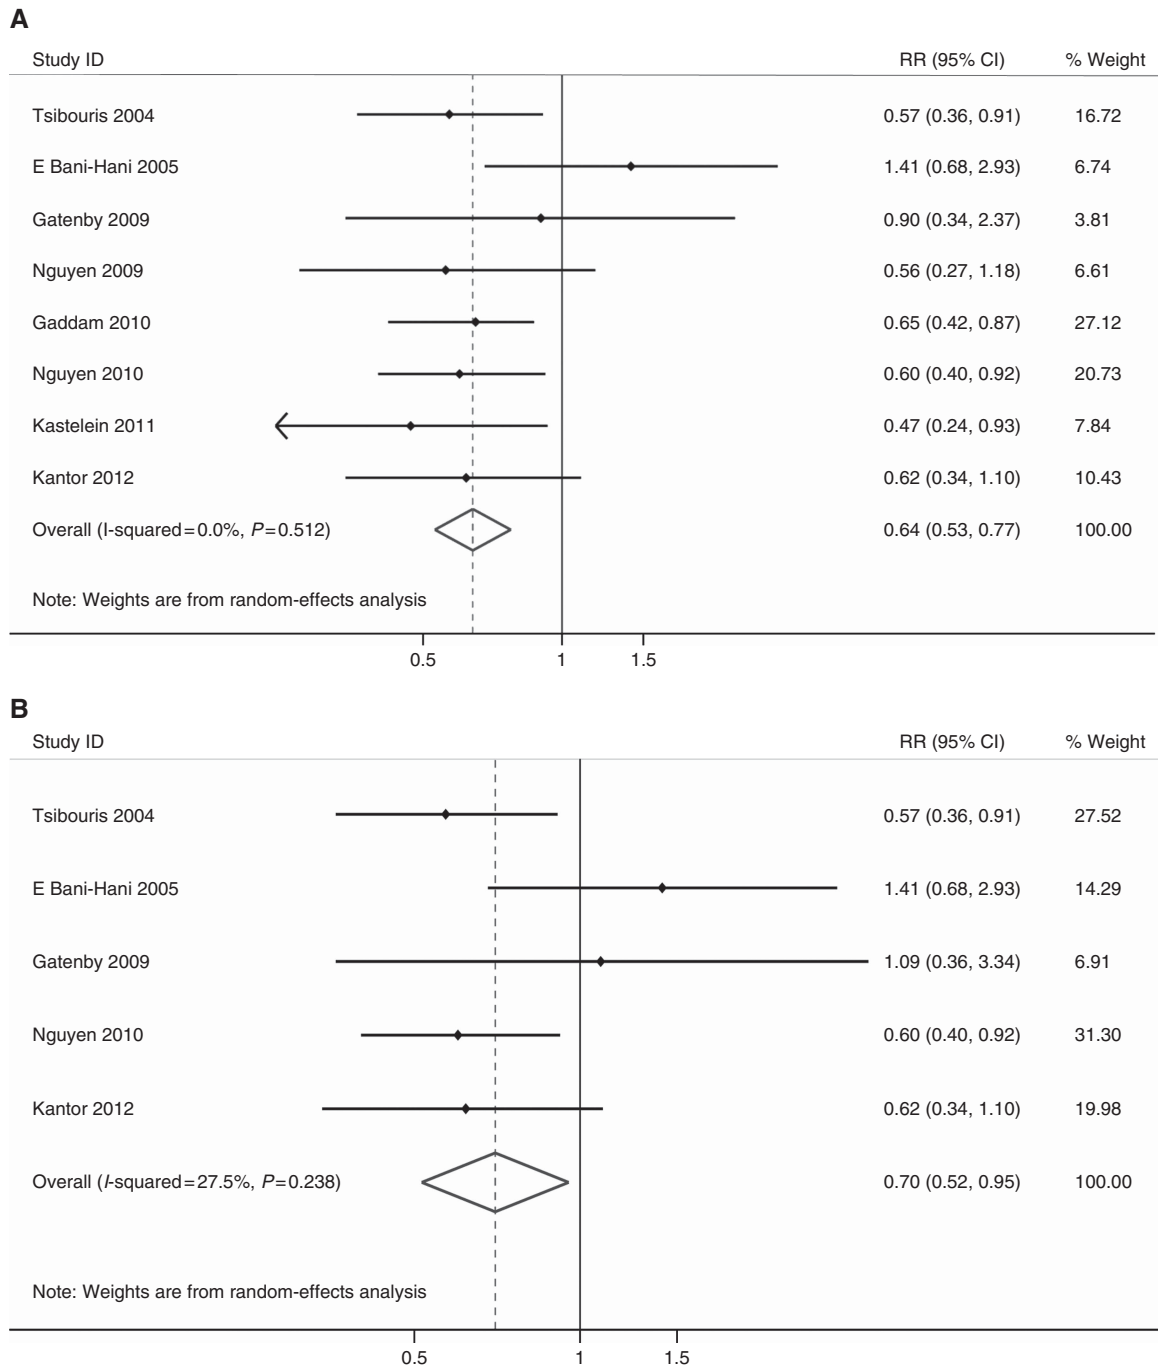 A
Study ID RR (95% CI) % Weight
Tsibouris 2004 0.57 (0.36, 0.91) 16.72
E Bani-Hani 2005 1.41 (0.68, 2.93) 6.74
Gatenby 2009 0.90 (0.34, 2.37) 3.81
Nguyen 2009 0.56 (0.27, 1.18) 6.61
Gaddam 2010 0.65 (0.42, 0.87) 27.12
Nguyen 2010 0.60 (0.40, 0.92) 20.73
Kastelein 2011 0.47 (0.24, 0.93) 7.84
Kantor 2012 0.62 (0.34, 1.10) 10.43
Overall (I-squared=0.0%, P=0.512) 0.64 (0.53, 0.77) 100.00
Note: Weights are from random-effects analysis
0.5 1 1.5
B
Study ID RR (95% CI) % Weight
Tsibouris 2004 0.57 (0.36, 0.91) 27.52
E Bani-Hani 2005 1.41 (0.68, 2.93) 14.29
Gatenby 2009 1.09 (0.36, 3.34) 6.91
Nguyen 2010 0.60 (0.40, 0.92) 31.30
Kantor 2012 0.62 (0.34, 1.10) 19.98
Overall (I-squared=27.5%, P=0.238) 0.70 (0.52, 0.95) 100.00
Note: Weights are from random-effects analysis
0.5 1 1.5